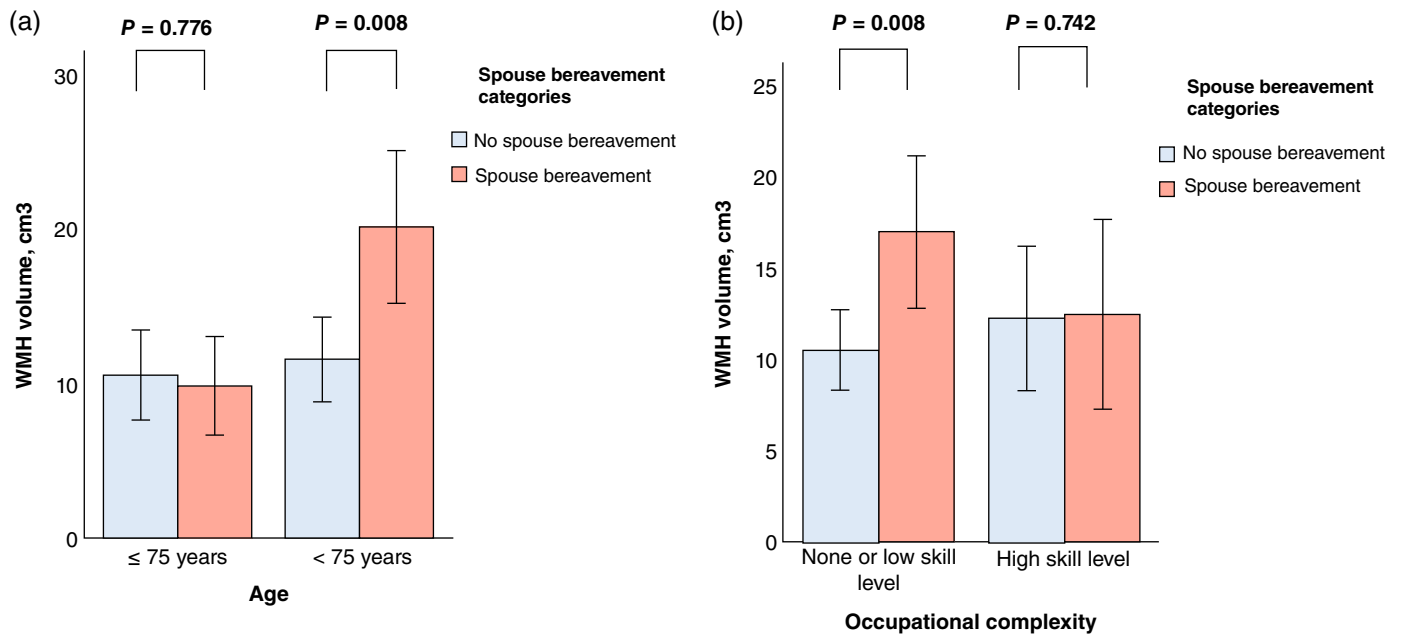 (a)
P = 0.776
P = 0.008
30
20
10
0
WMH volume, cm3
≤ 75 years
< 75 years
Age
Spouse bereavement
categories
No spouse bereavement
Spouse bereavement
(b)
P = 0.008
P = 0.742
25
20
15
10
5
0
WMH volume, cm3
None or low skill
level
High skill level
Occupational complexity
Spouse bereavement
categories
No spouse bereavement
Spouse bereavement